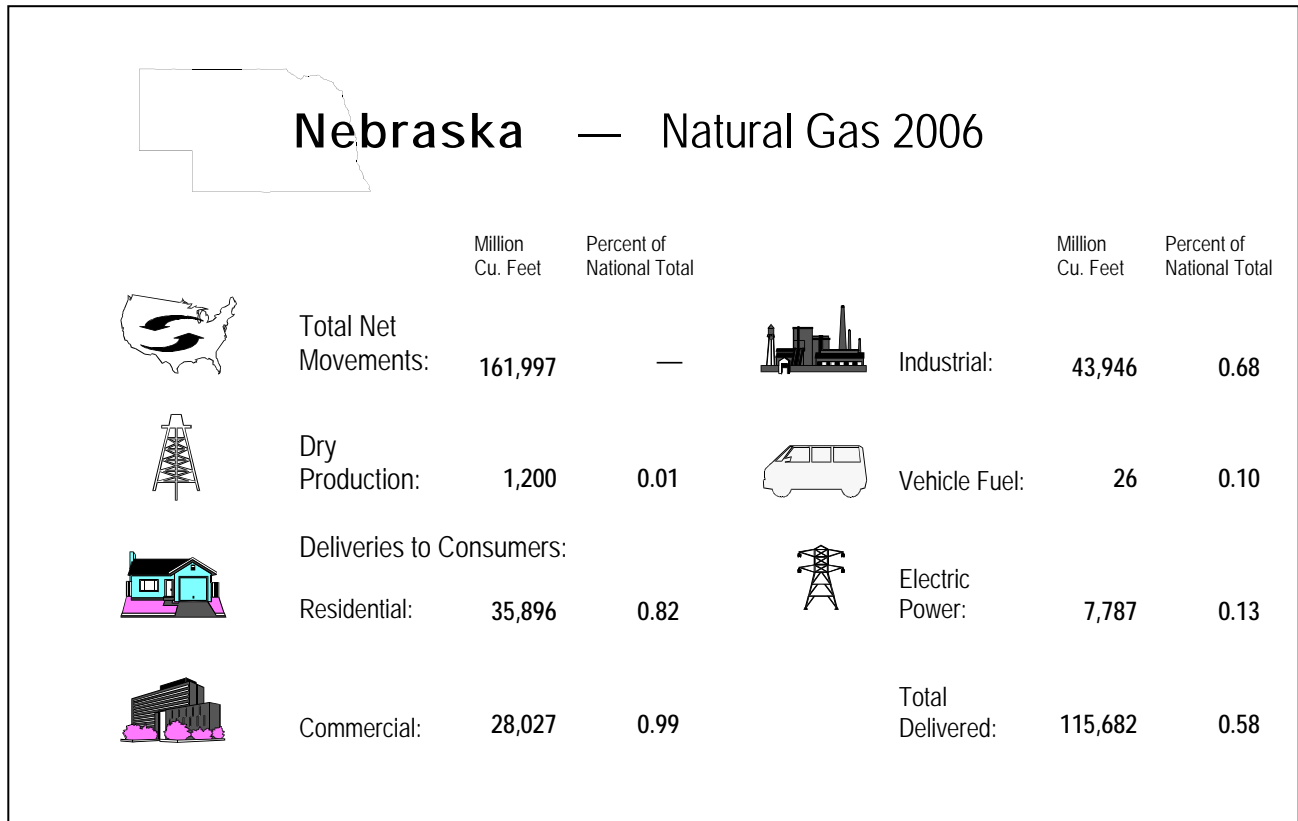 Nebraska — Natural Gas 2006
Million Cu. Feet
Percent of National Total
Total Net Movements: 161,997 —
Dry Production: 1,200 0.01
Deliveries to Consumers:
Residential: 35,896 0.82
Commercial: 28,027 0.99
Million Cu. Feet
Percent of National Total
Industrial: 43,946 0.68
Vehicle Fuel: 26 0.10
Electric Power: 7,787 0.13
Total Delivered: 115,682 0.58